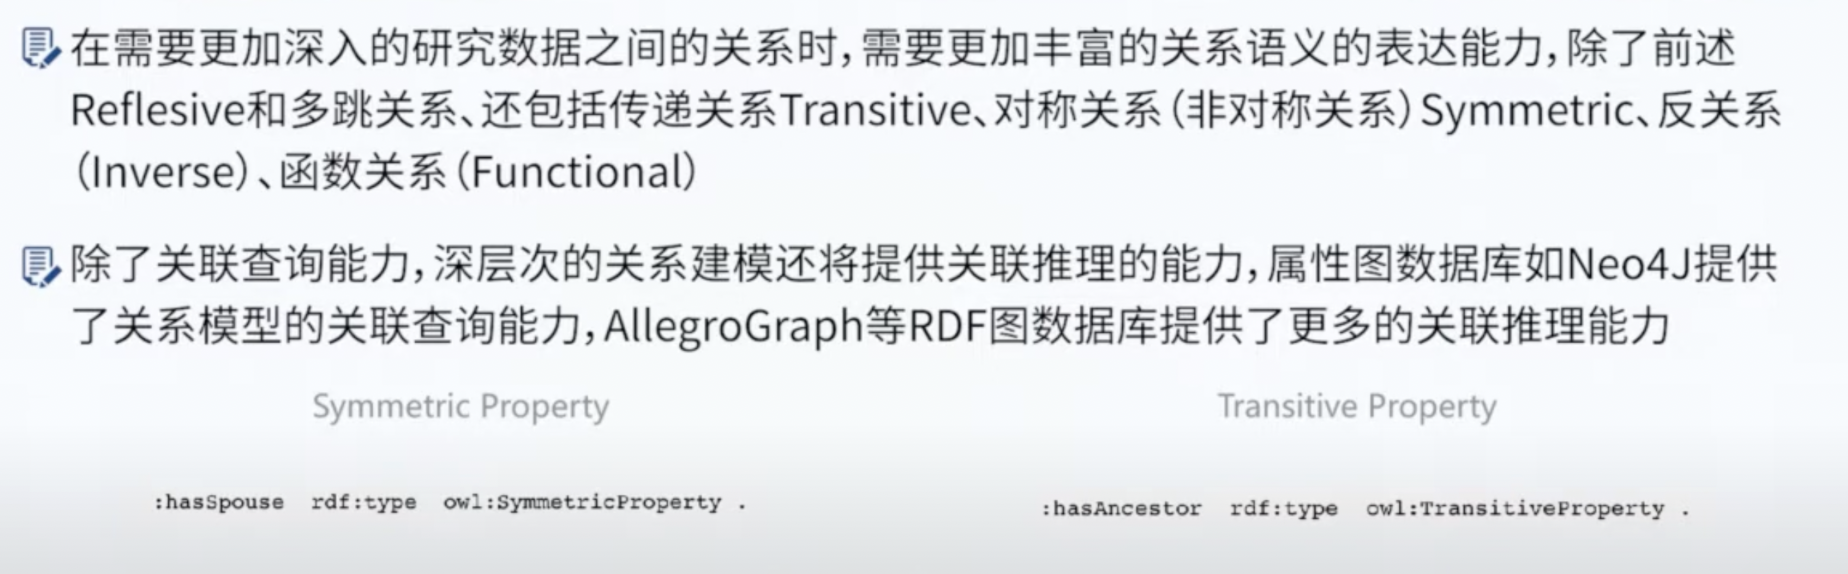 在需要更加深入的研究数据之间的关系时，需要更加丰富的关系语义的表达能力，除了前述
Reflesive和多跳关系、还包括传递关系Transitive、对称关系（非对称关系）Symmetric、反关系
（Inverse）、函数关系（Functional）
除了关联查询能力，深层次的关系建模还将提供关联推理的能力，属性图数据库如Neo4J提供
了关系模型的关联查询能力，AllegroGraph等RDF图数据库提供了更多的关联推理能力
Symmetric Property
Transitive Property
:hasSpouse rdf:type owl:SymmetricProperty .
:hasAncestor rdf:type owl:TransitiveProperty .